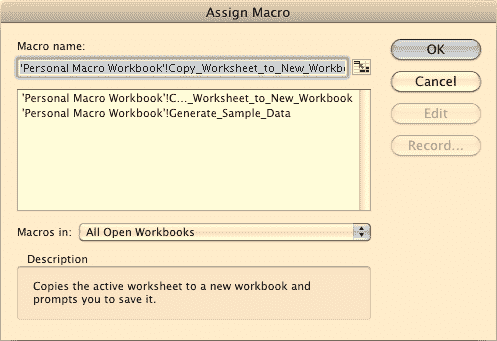 Assign Macro
Macro name:
'Personal Macro Workbook'!Copy_Worksheet_to_New_Workb
OK
Cancel
'Personal Macro Workbook'!C..._Worksheet_to_New_Workbook
'Personal Macro Workbook'!Generate_Sample_Data
Edit
Record...
Macros in: All Open Workbooks
Description
Copies the active worksheet to a new workbook and
prompts you to save it.